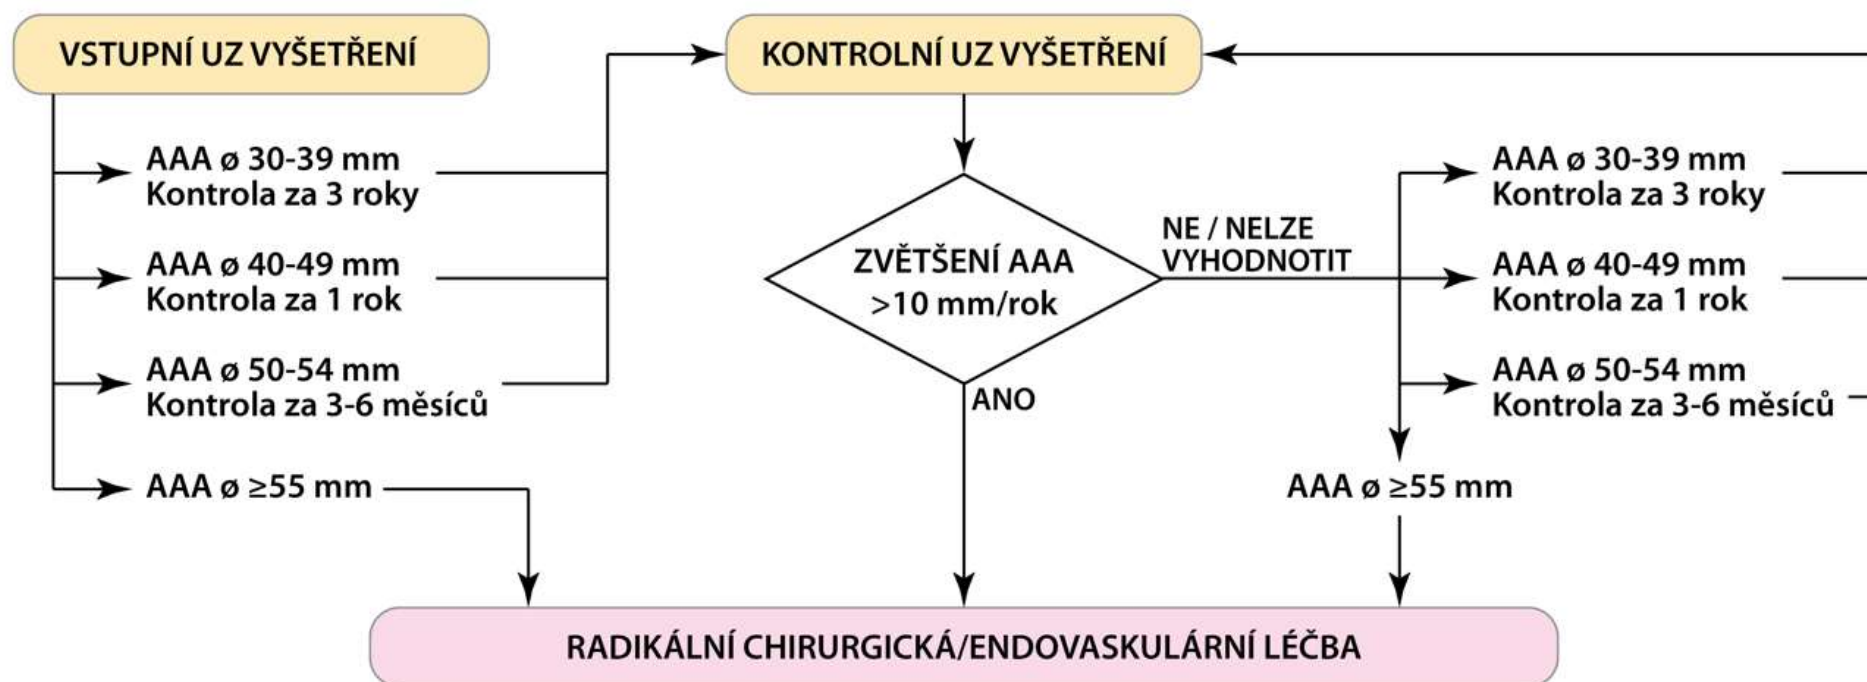 VSTUPNÍ UZ VYŠETŘENÍ
AAA ø 30-39 mm
Kontrola za 3 roky
AAA ø 40-49 mm
Kontrola za 1 rok
AAA ø 50-54 mm
Kontrola za 3-6 měsíců
AAA ø ≥55 mm
KONTROLNÍ UZ VYŠETŘENÍ
ZVĚTŠENÍ AAA
>10 mm/rok
NE / NELZE
VYHODNOTIT
ANO
AAA ø 30-39 mm
Kontrola za 3 roky
AAA ø 40-49 mm
Kontrola za 1 rok
AAA ø 50-54 mm
Kontrola za 3-6 měsíců
AAA ø ≥55 mm
RADIKÁLNÍ CHIRURGICKÁ/ENDOVASKULÁRNÍ LÉČBA